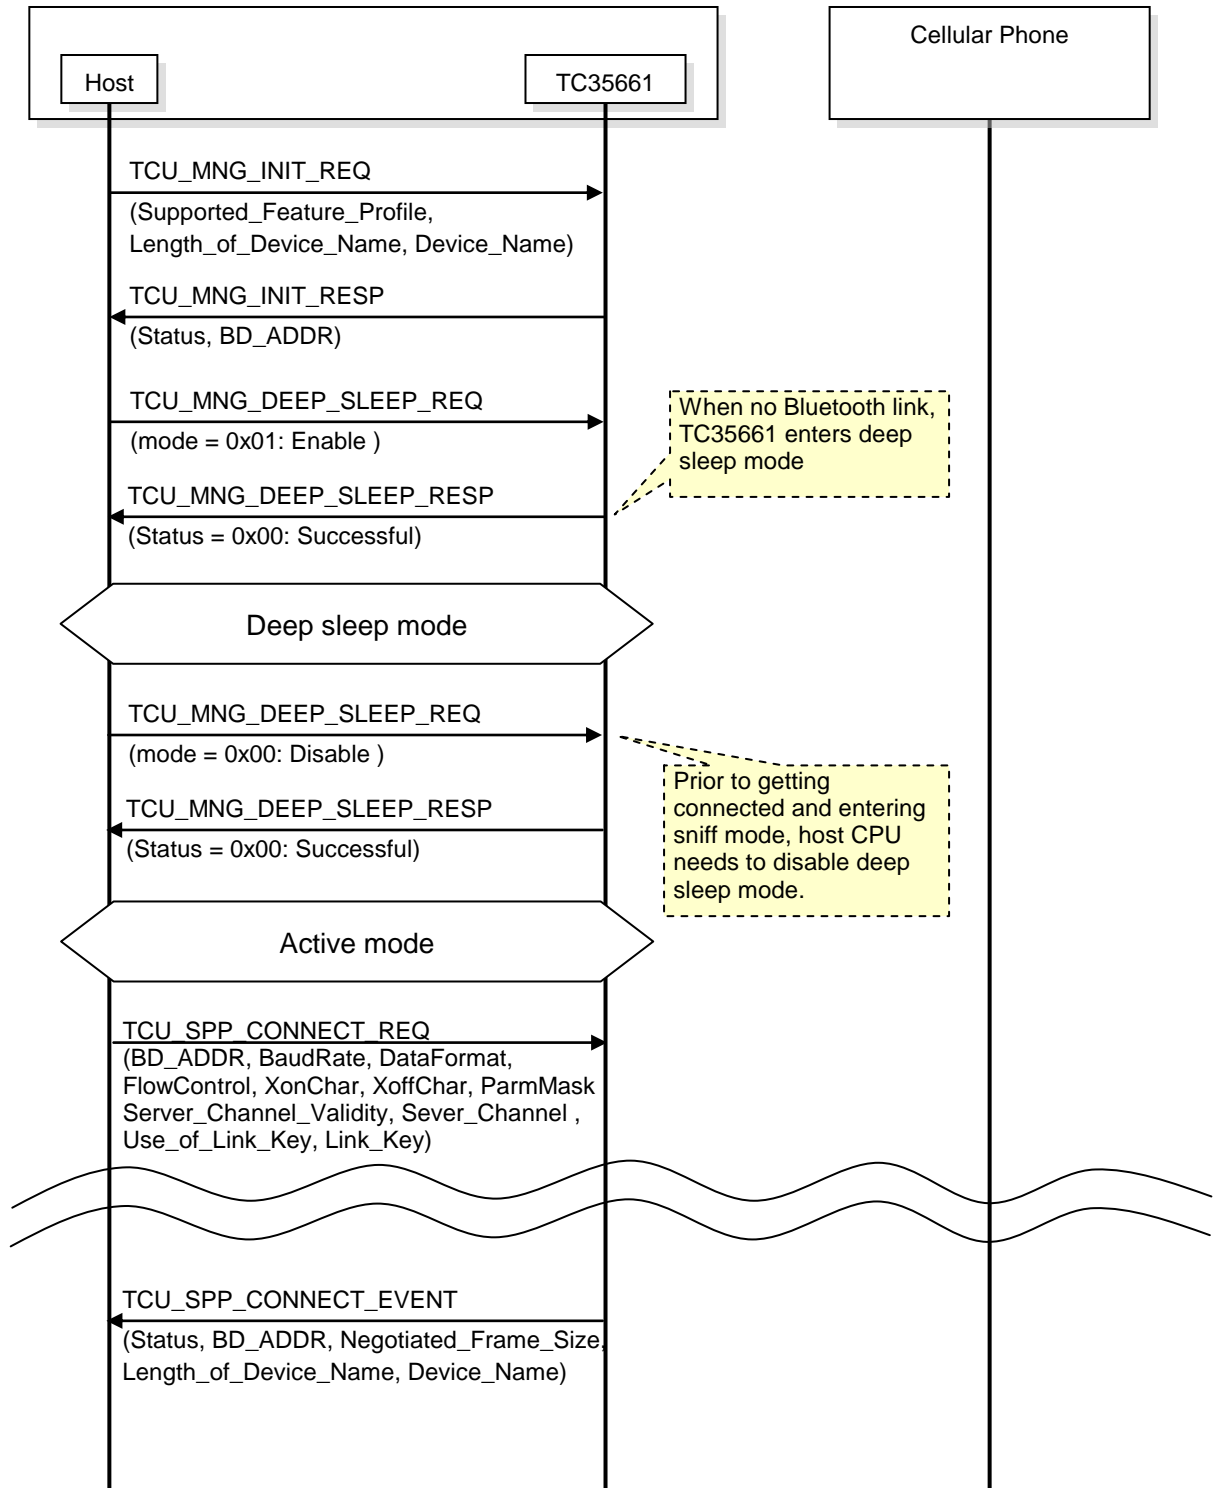 Cellular Phone
Host
TC35661
TCU_MNG_INIT_REQ
(Supported_Feature_Profile,
Length_of_Device_Name, Device_Name)
TCU_MNG_INIT_RESP
(Status, BD_ADDR)
TCU_MNG_DEEP_SLEEP_REQ
(mode = 0x01: Enable )
When no Bluetooth link,
TC35661 enters deep
sleep mode
TCU_MNG_DEEP_SLEEP_RESP
(Status = 0x00: Successful)
Deep sleep mode
TCU_MNG_DEEP_SLEEP_REQ
(mode = 0x00: Disable )
Prior to getting
connected and entering
sniff mode, host CPU
needs to disable deep
sleep mode.
TCU_MNG_DEEP_SLEEP_RESP
(Status = 0x00: Successful)
Active mode
TCU_SPP_CONNECT_REQ
(BD_ADDR, BaudRate, DataFormat,
FlowControl, XonChar, XoffChar, ParmMask
Server_Channel_Validity, Sever_Channel ,
Use_of_Link_Key, Link_Key)
TCU_SPP_CONNECT_EVENT
(Status, BD_ADDR, Negotiated_Frame_Size,
Length_of_Device_Name, Device_Name)